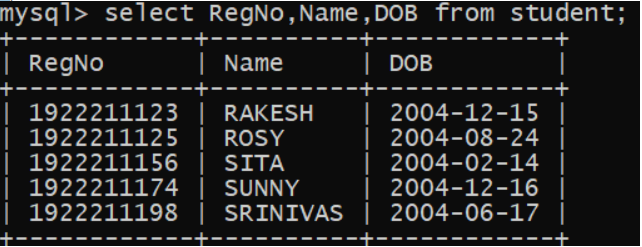 mysql> select RegNo,Name,DOB from student;
+------------+----------+------------+
| RegNo      | Name     | DOB        |
+------------+----------+------------+
| 1922211123 | RAKESH   | 2004-12-15 |
| 1922211125 | ROSY     | 2004-08-24 |
| 1922211156 | SITA     | 2004-02-14 |
| 1922211174 | SUNNY    | 2004-12-16 |
| 1922211198 | SRINIVAS | 2004-06-17 |
+------------+----------+------------+